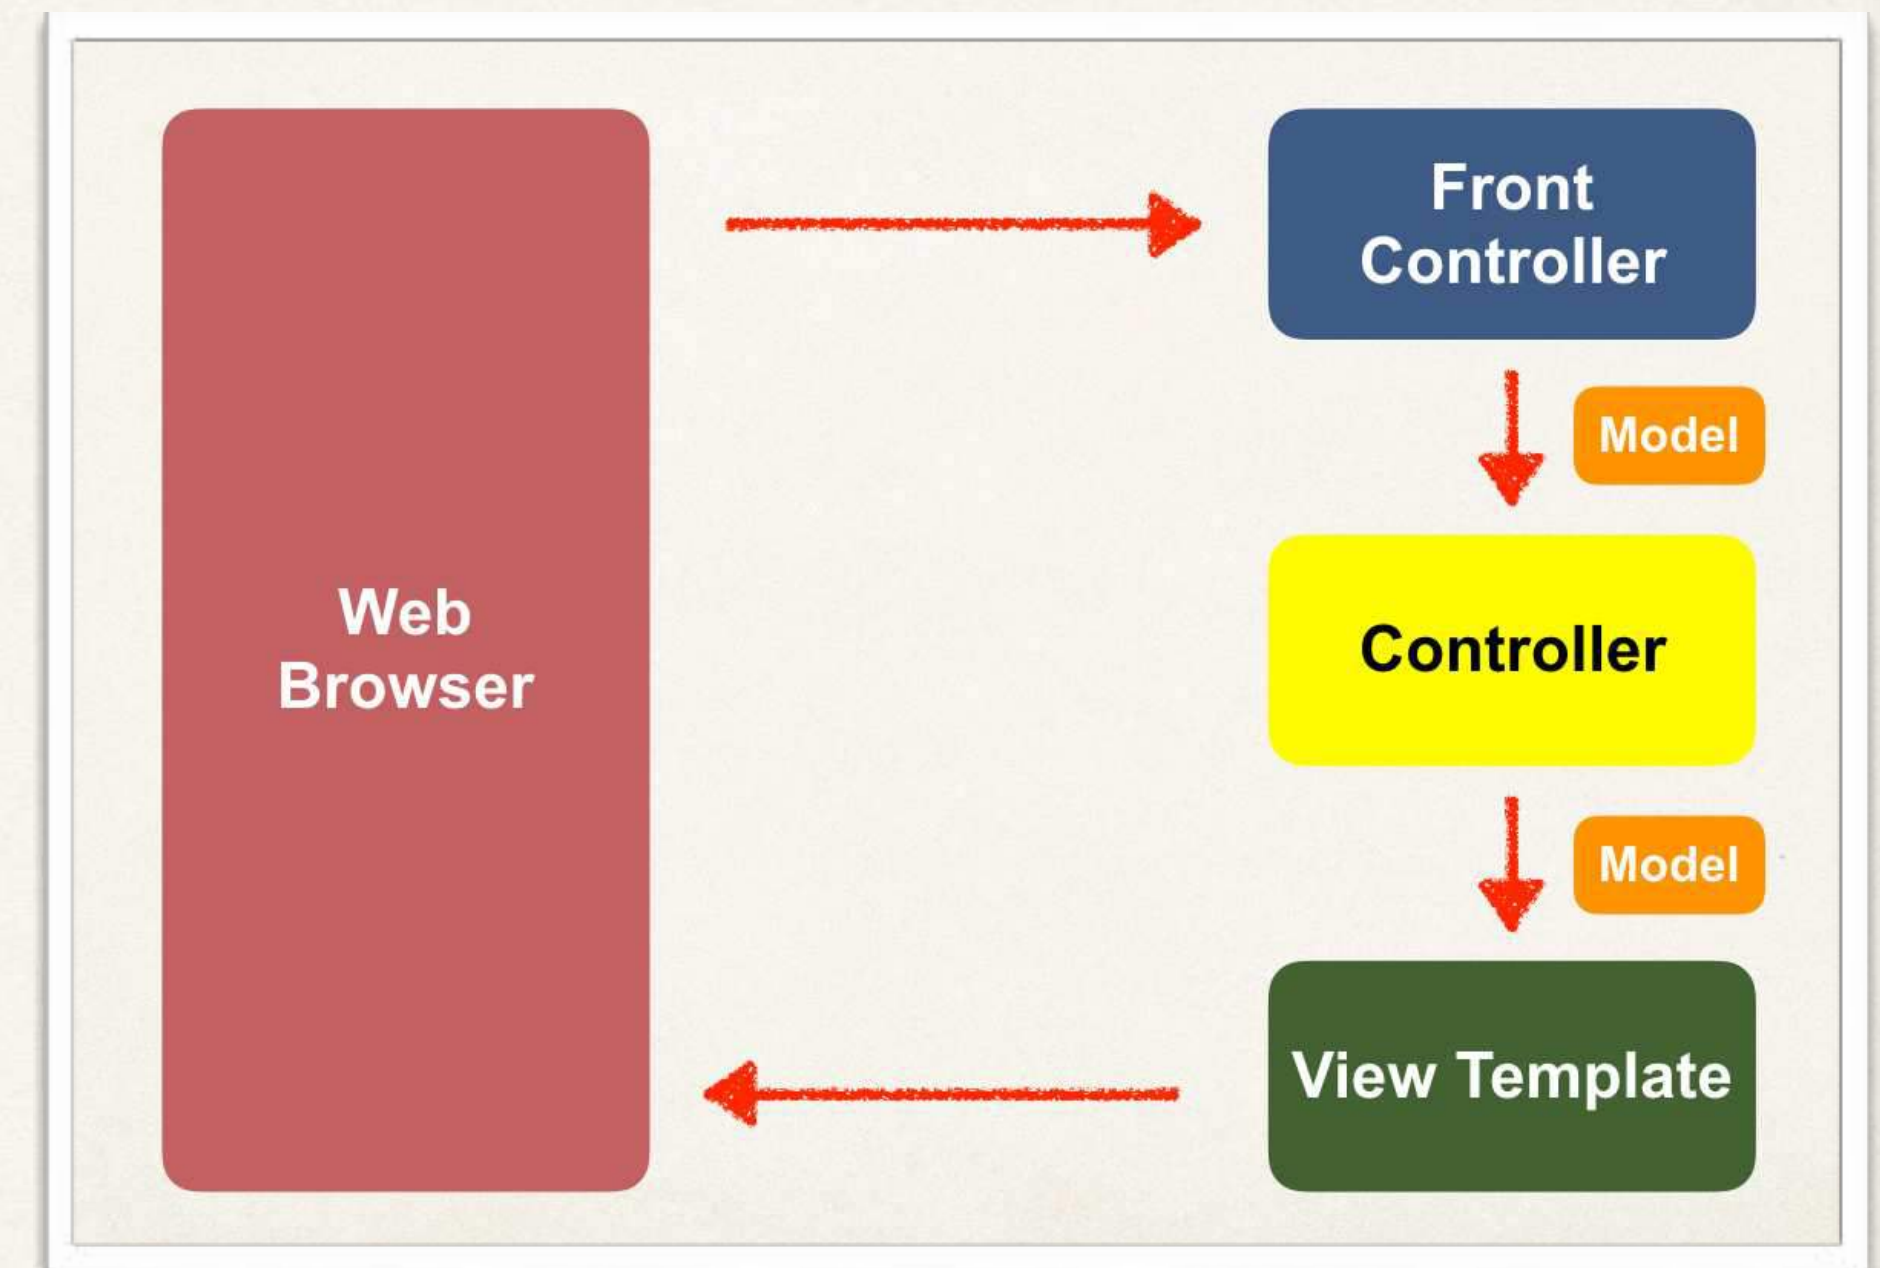 Web
Browser
Front
Controller
Model
Controller
Model
View Template